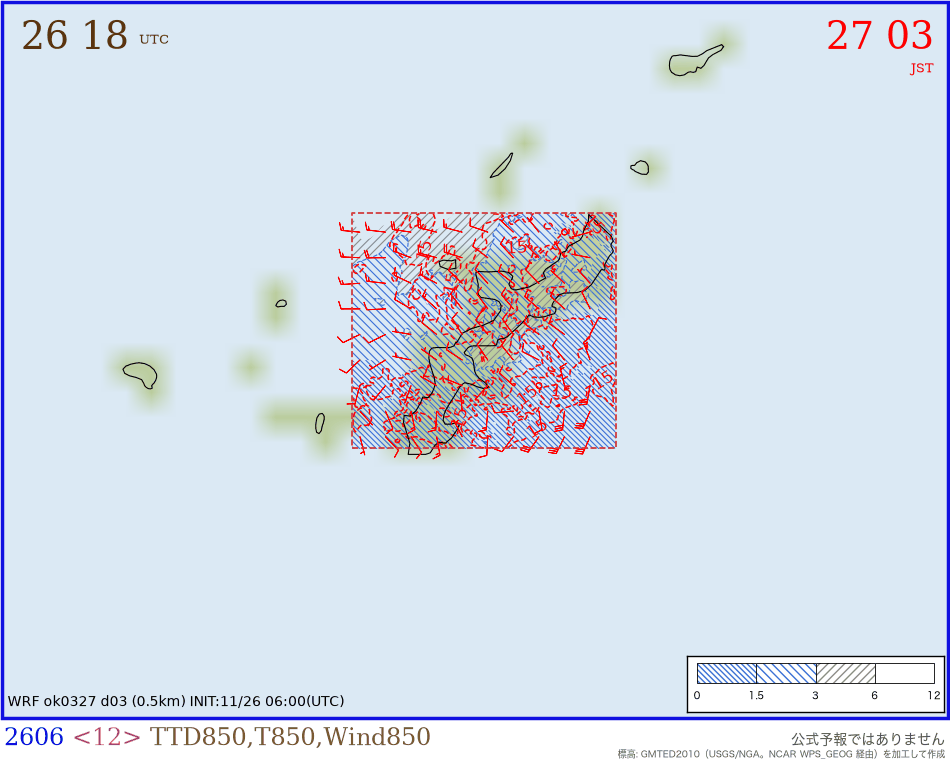 26 18 UTC
27 03
JST
15
0 1.5 3 6 12
WRF ok0327 d03 (0.5km) INIT:11/26 06:00(UTC)
2606 <12> TTD850,T850,Wind850
公式予報ではありません
標高: GMTED2010（USGS/NGA。NCAR WPS_GEOG 経由）を加工して作成